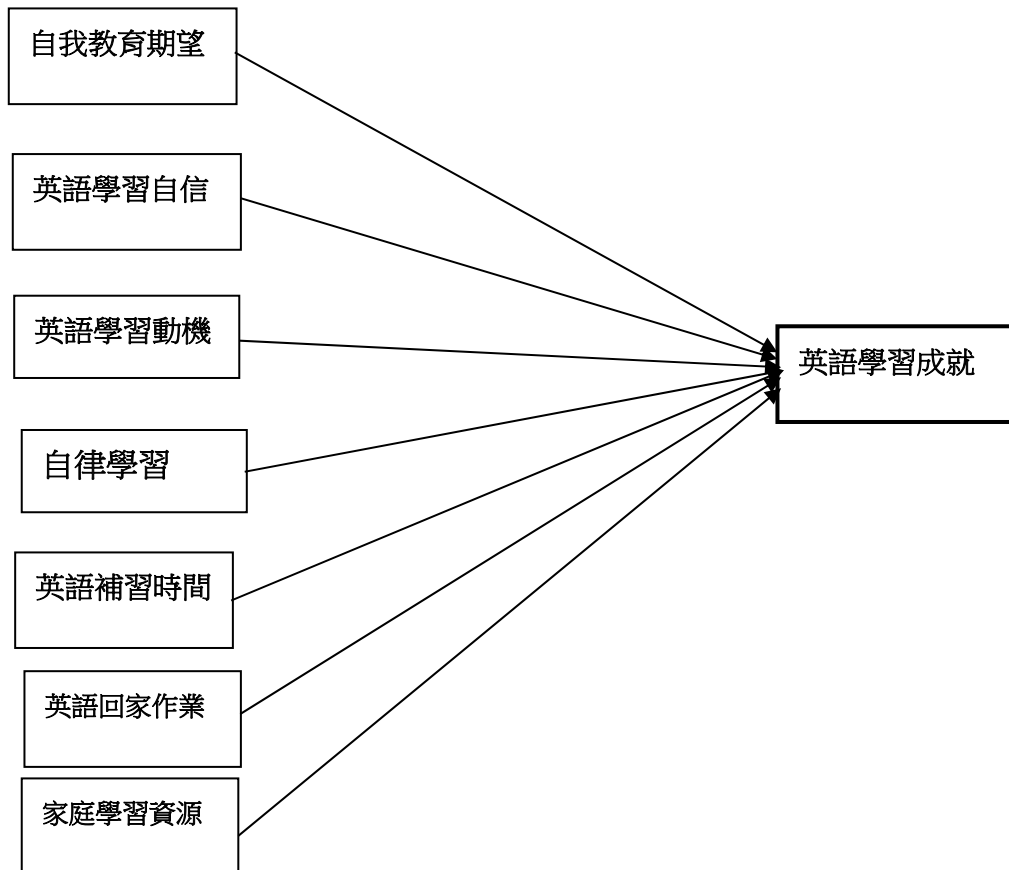 自我教育期望
英語學習自信
英語學習動機
英語學習成就
自律學習
英語補習時間
英語回家作業
家庭學習資源